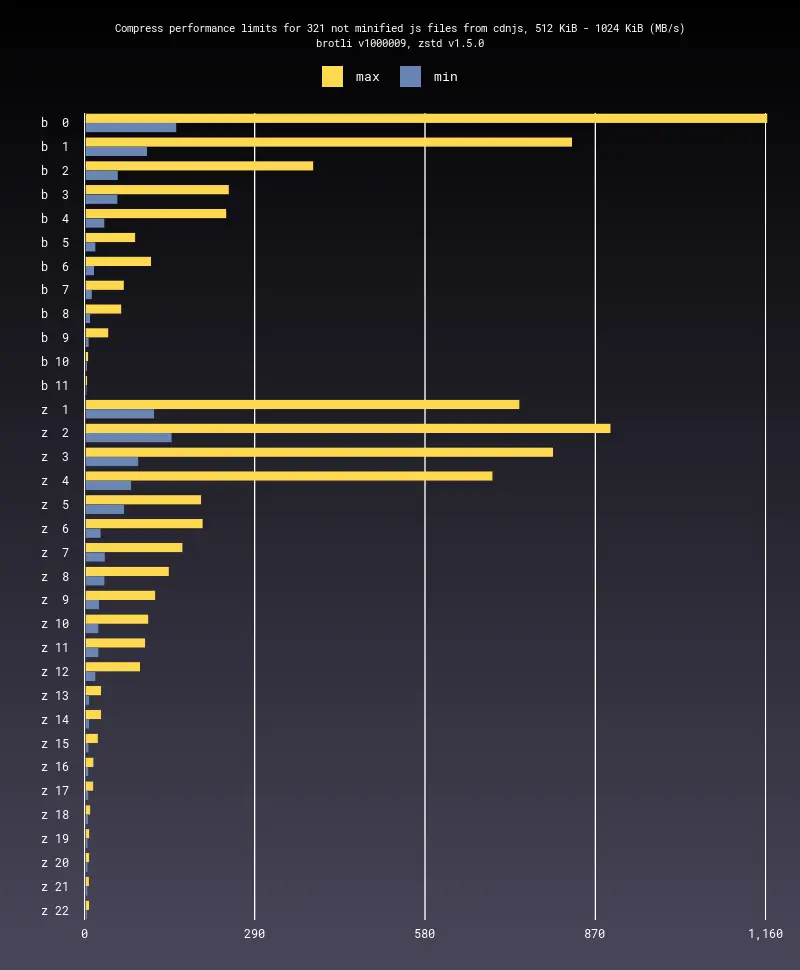 Compress performance limits for 321 not minified js files from cdnjs, 512 KiB - 1024 KiB (MB/s)
brotli v1000009, zstd v1.5.0
max min
b 0
b 1
b 2
b 3
b 4
b 5
b 6
b 7
b 8
b 9
b 10
b 11
z 1
z 2
z 3
z 4
z 5
z 6
z 7
z 8
z 9
z 10
z 11
z 12
z 13
z 14
z 15
z 16
z 17
z 18
z 19
z 20
z 21
z 22
0 290 580 870 1,160